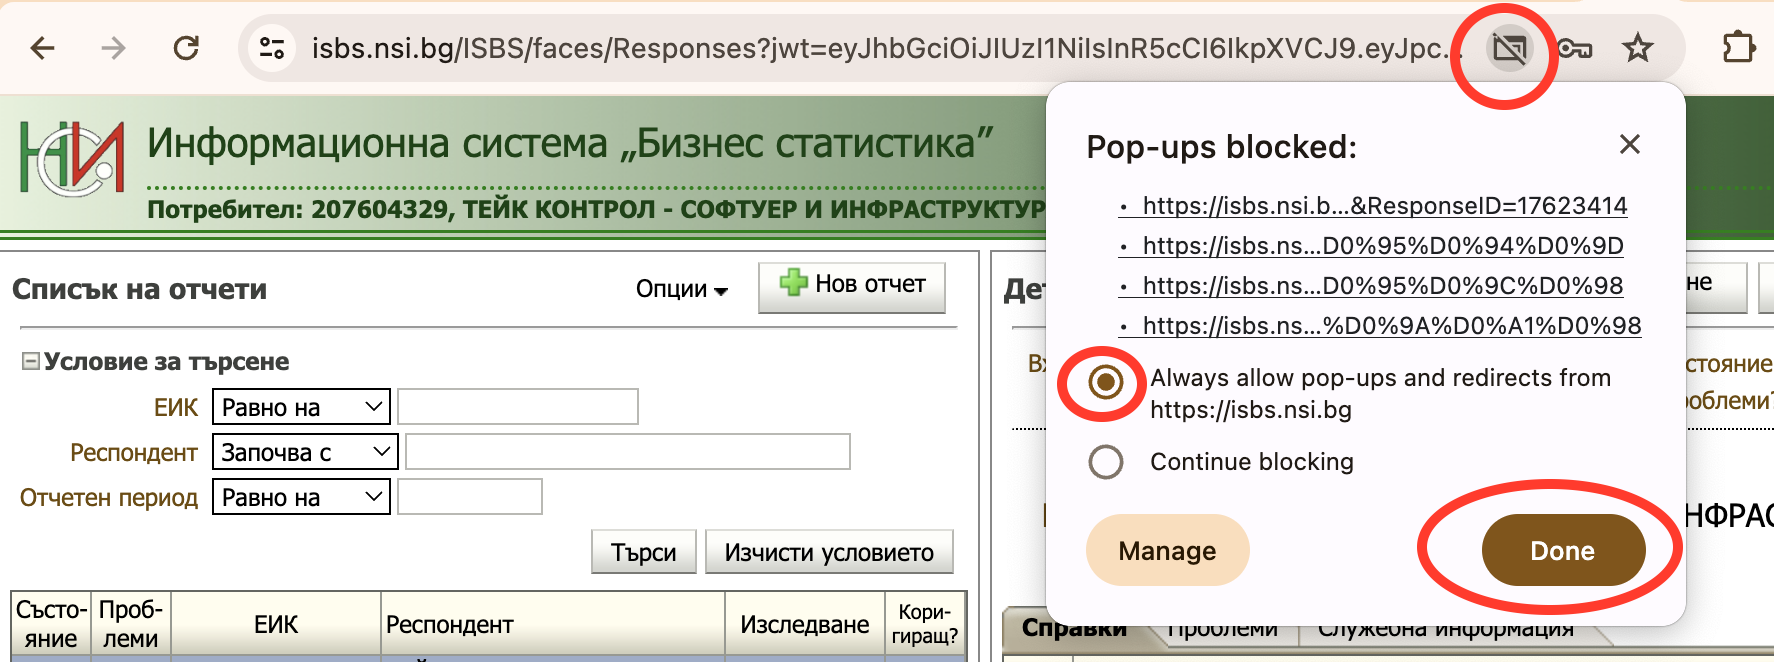 isbs.nsi.bg/ISBS/faces/Responses?jwt=eyJhbGciOiJIUzI1NiIsInR5cCI6IkpXVCJ9.eyJpc...
НСИ
Информационна система „Бизнес статистика”
Потребител: 207604329, ТЕЙК КОНТРОЛ - СОФТУЕР И ИНФРАСТРУКТУР
Списък на отчети
Опции
Нов отчет
Условие за търсене
ЕИК
Равно на
Респондент
Започва с
Отчетен период
Равно на
Търси
Изчисти условието
Състо-
яние
Проб-
леми
ЕИК
Респондент
Изследване
Кори-
гиращ?
Pop-ups blocked:
• https://isbs.nsi.b...&ResponseID=17623414
• https://isbs.ns...D0%95%D0%94%D0%9D
• https://isbs.ns...D0%95%D0%9C%D0%98
• https://isbs.ns...%D0%9A%D0%A1%D0%98
Always allow pop-ups and redirects from
https://isbs.nsi.bg
Continue blocking
Manage
Done
Де
не
Вх
стояние
облеми?
НФРАС
Справки
Проблеми
Служебна информация